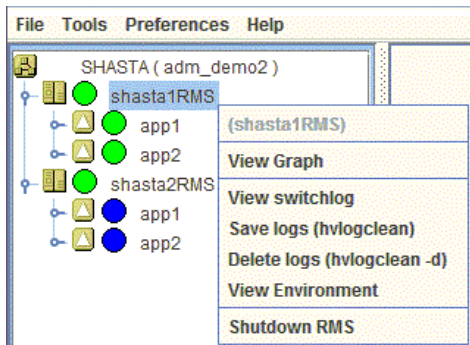 File Tools Preferences Help
SHASTA ( adm_demo2 )
shasta1RMS
app1
app2
shasta2RMS
app1
app2
(shasta1RMS)
View Graph
View switchlog
Save logs (hvlogclean)
Delete logs (hvlogclean -d)
View Environment
Shutdown RMS